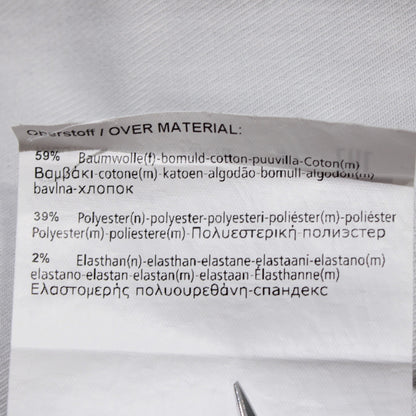 Oberstoff / OVER MATERIAL:
59% Baumwolle(f)-bomuld-cotton-puuvilla-Coton(m)
Βαμβάκι-cotone(m)-katoen-algodão-bomull-algodón(m)
bavlna-хлопок
39% Polyester(n)-polyester-polyesteri-poliéster(m)-poliéster
Polyester(m)-poliestere(m)-Πολυεστερική-полиэстер
2% Elasthan(n)-elasthan-elastane-elastaani-elastano(m)
elastano-elastan-elastan(m)-elastaan-Élasthanne(m)
Ελαστομερής πολυουρεθάνη-спандекс